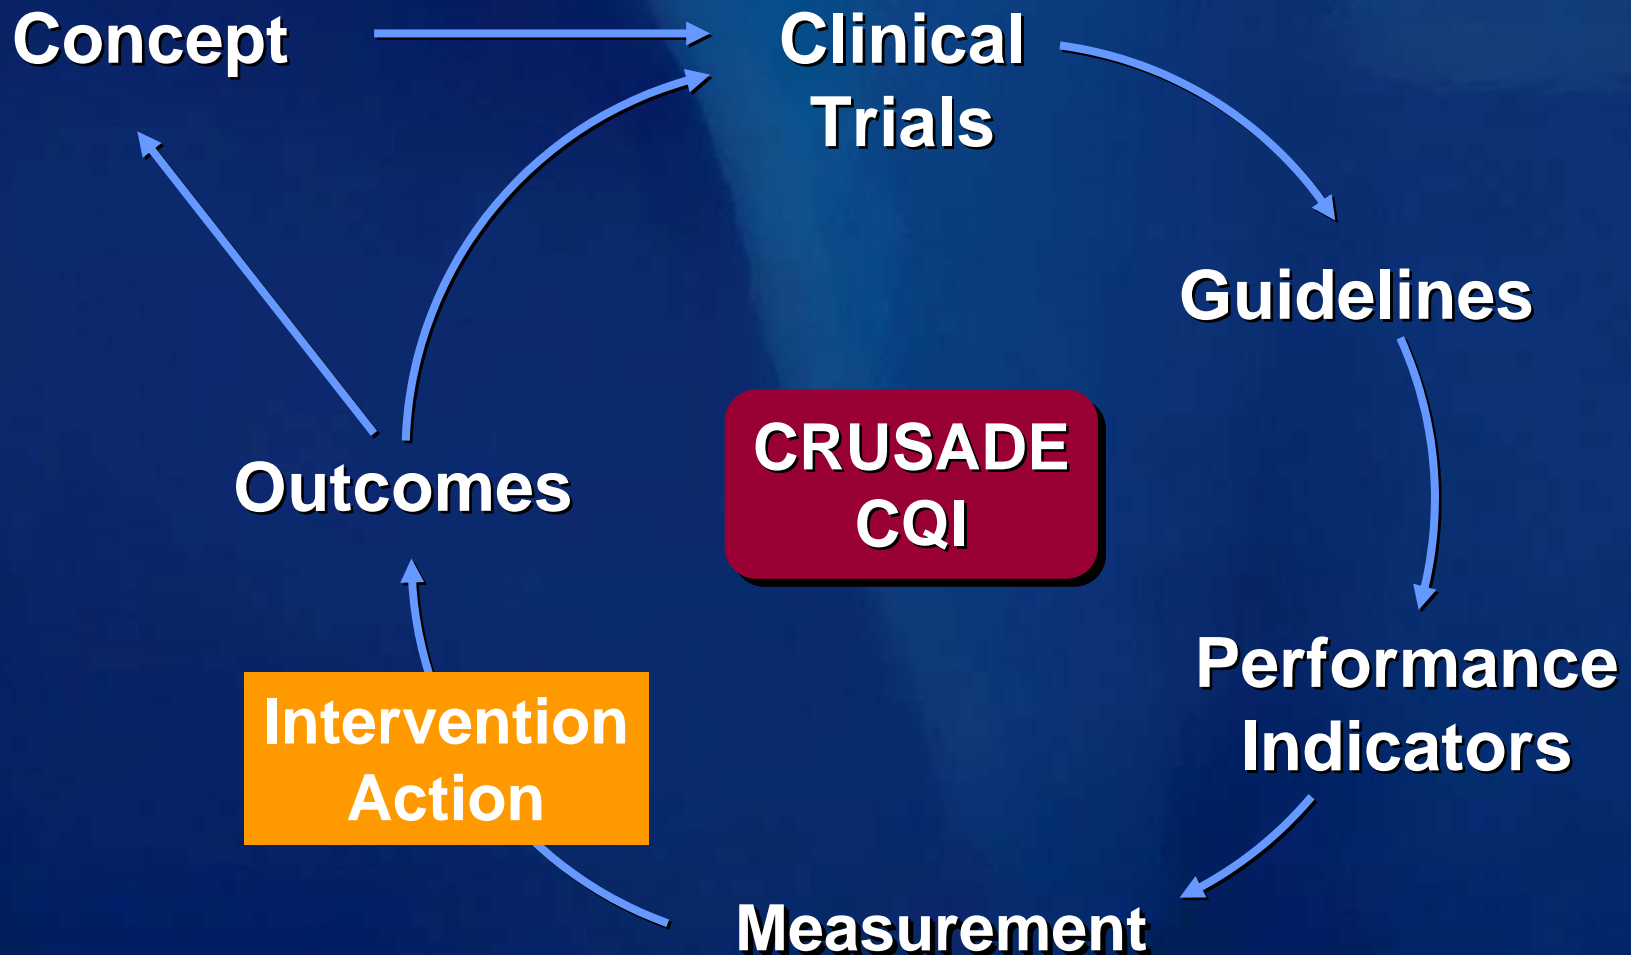 Concept
Clinical
Trials
Guidelines
CRUSADE
CQI
Outcomes
Performance
Indicators
Intervention
Action
Measurement